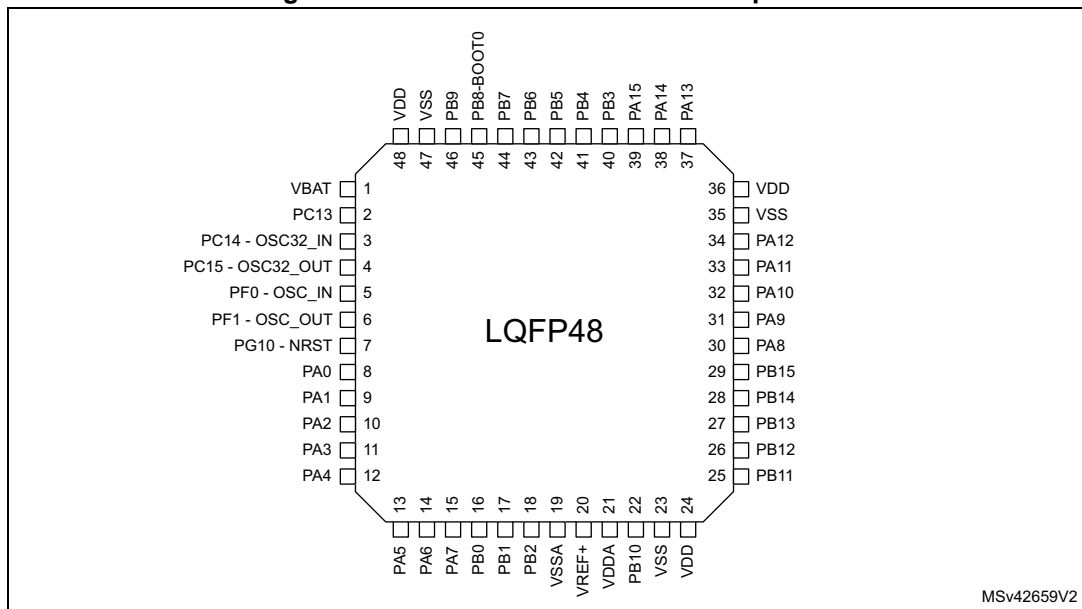 VDD
VSS
PB9
PB8-BOOT0
PB7
PB6
PB5
PB4
PB3
PA15
PA14
PA13
48
47
46
45
44
43
42
41
40
39
38
37
VBAT 1
PC13 2
PC14 - OSC32_IN 3
PC15 - OSC32_OUT 4
PF0 - OSC_IN 5
PF1 - OSC_OUT 6
PG10 - NRST 7
PA0 8
PA1 9
PA2 10
PA3 11
PA4 12
LQFP48
36 VDD
35 VSS
34 PA12
33 PA11
32 PA10
31 PA9
30 PA8
29 PB15
28 PB14
27 PB13
26 PB12
25 PB11
13
14
15
16
17
18
19
20
21
22
23
24
PA5
PA6
PA7
PB0
PB1
PB2
VSSA
VREF+
VDDA
PB10
VSS
VDD
MSv42659V2